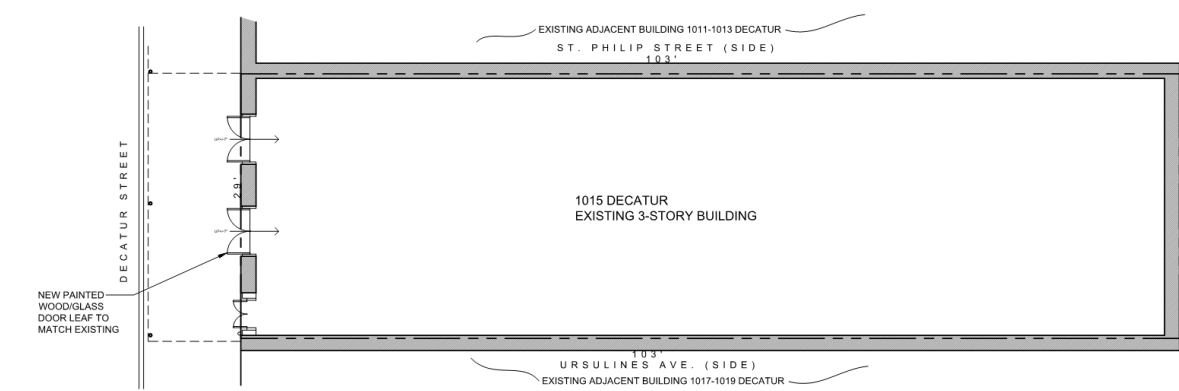 EXISTING ADJACENT BUILDING 1011-1013 DECATUR
ST. PHILIP STREET (SIDE)
103'
DECATUR STREET
29'
1015 DECATUR
EXISTING 3-STORY BUILDING
NEW PAINTED
WOOD/GLASS
DOOR LEAF TO
MATCH EXISTING
103'
URSULINES AVE. (SIDE)
EXISTING ADJACENT BUILDING 1017-1019 DECATUR